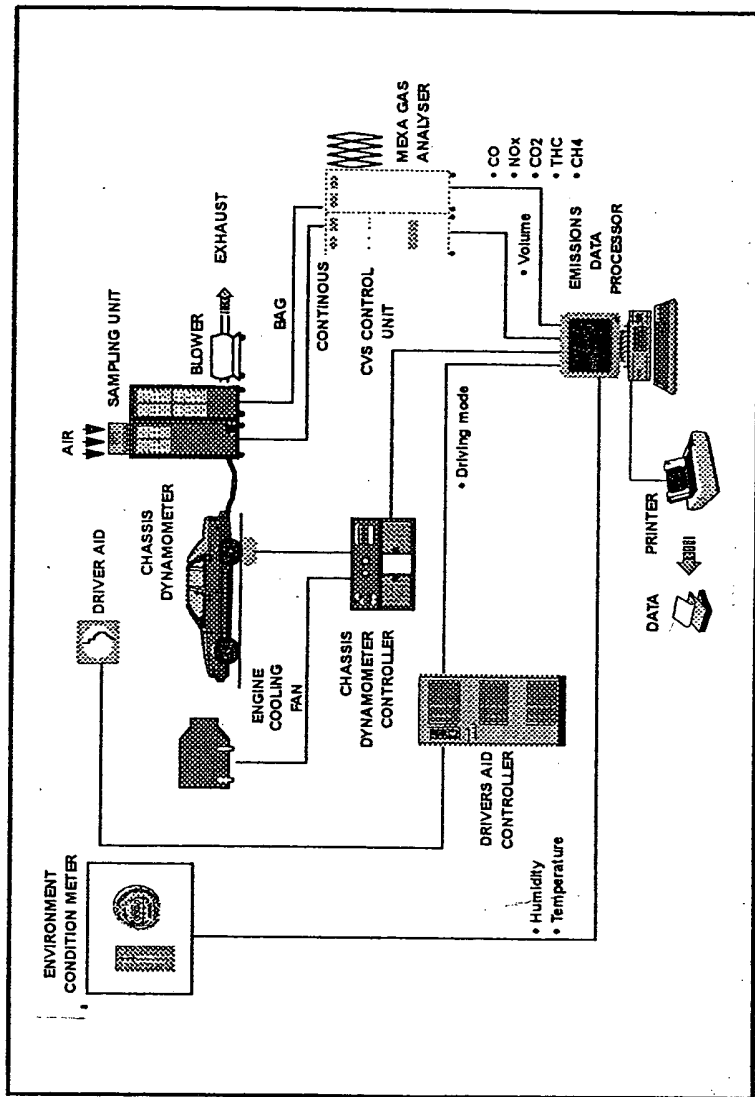 ENVIRONMENT
CONDITION METER
DRIVER AID
AIR
SAMPLING UNIT
CHASSIS
DYNAMOMETER
BLOWER
EXHAUST
ENGINE
COOLING
FAN
BAG
CONTINOUS
MEXA GAS
ANALYSER
CVS CONTROL
UNIT
CHASSIS
DYNAMOMETER
CONTROLLER
DRIVERS AID
CONTROLLER
• Humidity
• Temperature
• Driving mode
• Volume
• CO
• NOx
• CO2
• THC
• CH4
EMISSIONS
DATA
PROCESSOR
PRINTER
DATA